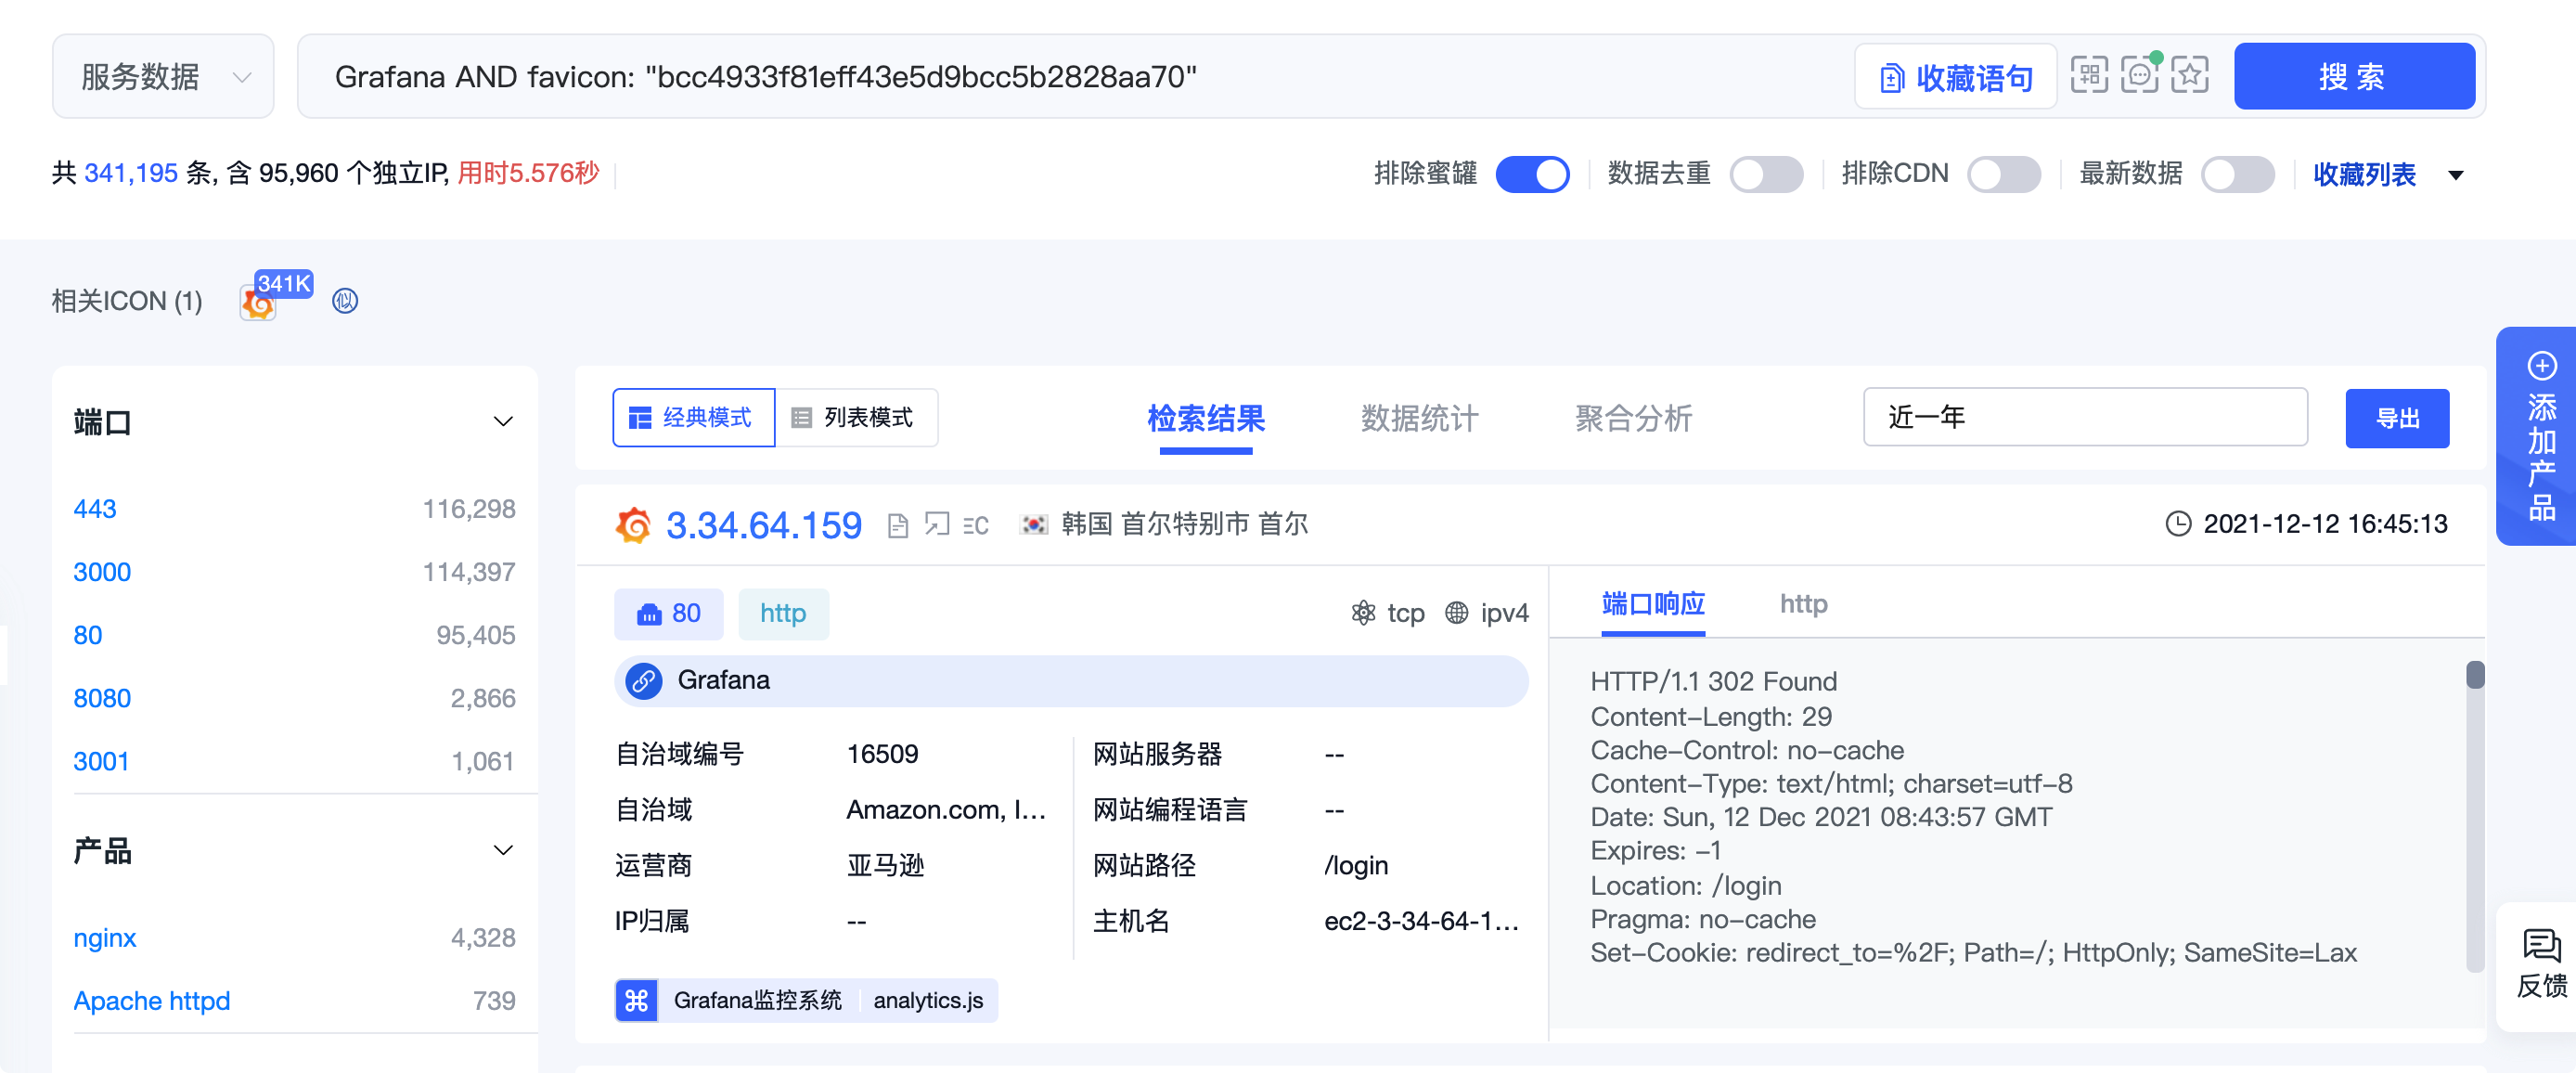 服务数据
Grafana AND favicon: "bcc4933f81eff43e5d9bcc5b2828aa70"
收藏语句
搜 索
共 341,195 条, 含 95,960 个独立IP, 用时5.576秒
排除蜜罐
数据去重
排除CDN
最新数据
收藏列表
相关ICON (1)
341K
似
添加产品
端口
443 116,298
3000 114,397
80 95,405
8080 2,866
3001 1,061
产品
nginx 4,328
Apache httpd 739
经典模式
列表模式
检索结果
数据统计
聚合分析
近一年
导出
3.34.64.159
C
韩国 首尔特别市 首尔
2021-12-12 16:45:13
80
http
tcp
ipv4
Grafana
自治域编号 16509
自治域 Amazon.com, I...
运营商 亚马逊
IP归属 --
网站服务器 --
网站编程语言 --
网站路径 /login
主机名 ec2-3-34-64-1...
Grafana监控系统
analytics.js
端口响应
http
HTTP/1.1 302 Found
Content-Length: 29
Cache-Control: no-cache
Content-Type: text/html; charset=utf-8
Date: Sun, 12 Dec 2021 08:43:57 GMT
Expires: -1
Location: /login
Pragma: no-cache
Set-Cookie: redirect_to=%2F; Path=/; HttpOnly; SameSite=Lax
反馈